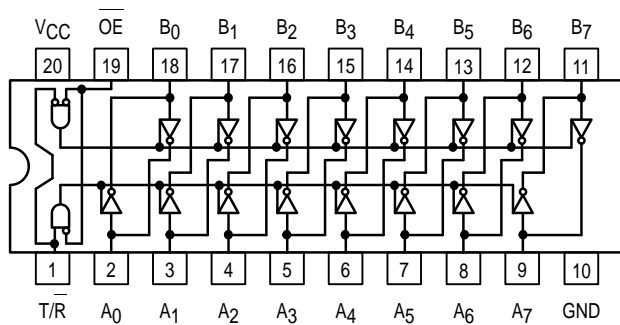 VCC OE B0 B1 B2 B3 B4 B5 B6 B7
20 19 18 17 16 15 14 13 12 11
1 2 3 4 5 6 7 8 9 10
T/R A0 A1 A2 A3 A4 A5 A6 A7 GND